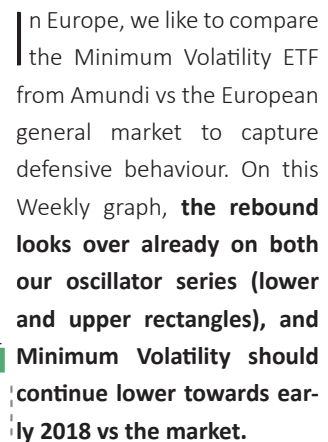 In Europe, we like to compare
the Minimum Volatility ETF
from Amundi vs the European
general market to capture
defensive behaviour. On this
Weekly graph, the rebound
looks over already on both
our oscillator series (lower
and upper rectangles), and
Minimum Volatility should
continue lower towards ear-
ly 2018 vs the market.